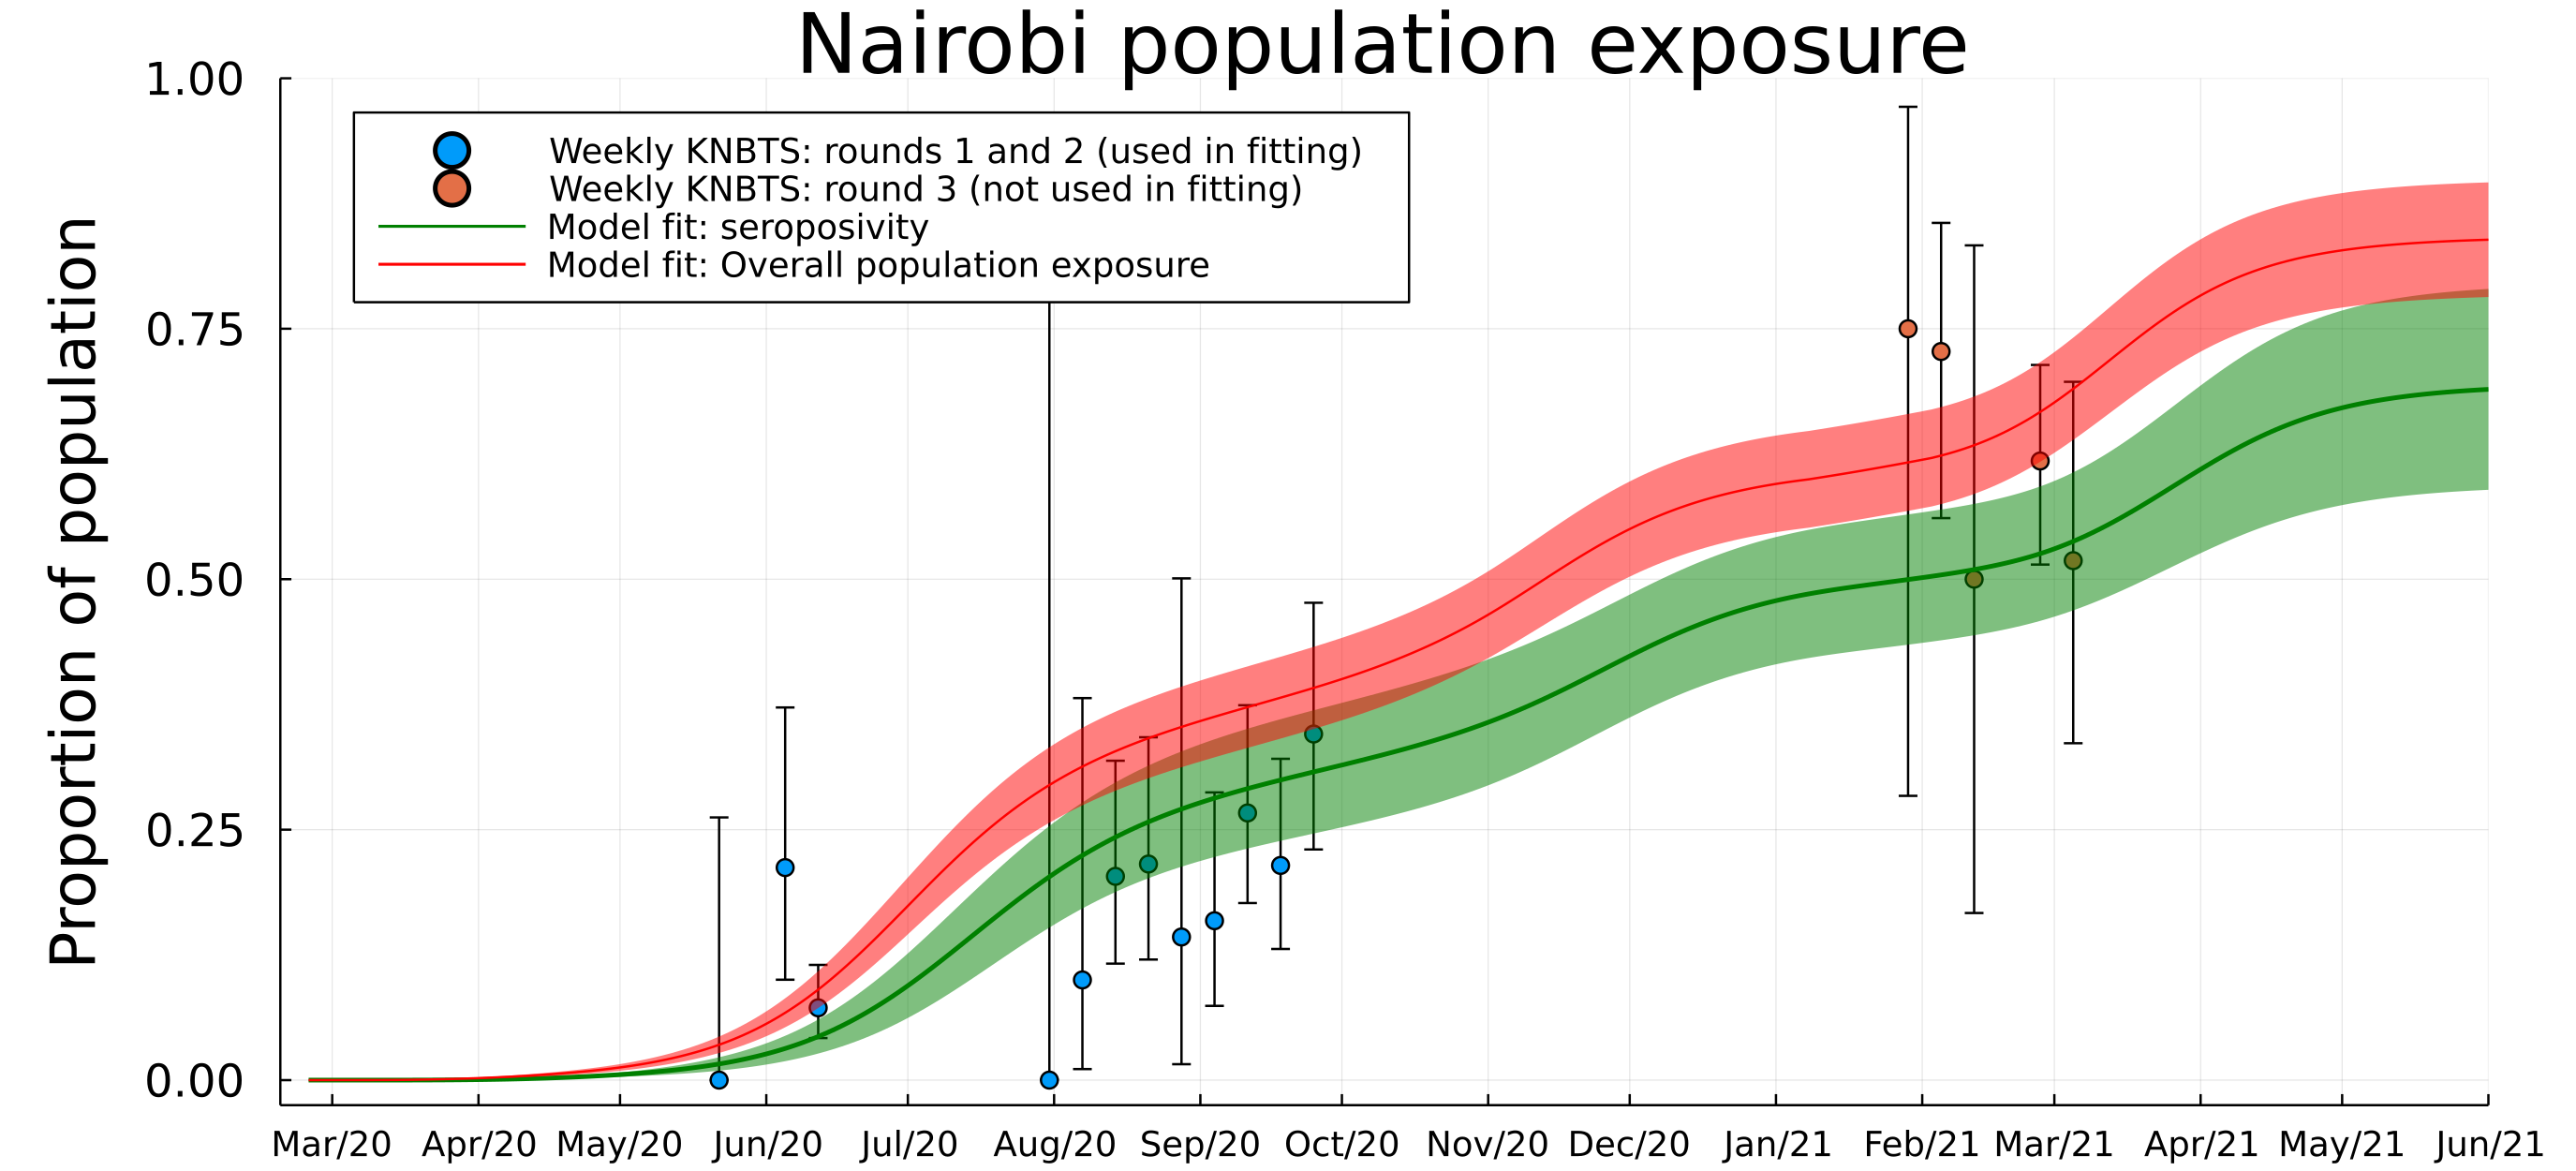 Nairobi population exposure
1.00
0.75
0.50
0.25
0.00
Proportion of population
Weekly KNBTS: rounds 1 and 2 (used in fitting)
Weekly KNBTS: round 3 (not used in fitting)
Model fit: seroposivity
Model fit: Overall population exposure
Mar/20 Apr/20 May/20 Jun/20 Jul/20 Aug/20 Sep/20 Oct/20 Nov/20 Dec/20 Jan/21 Feb/21 Mar/21 Apr/21 May/21 Jun/21